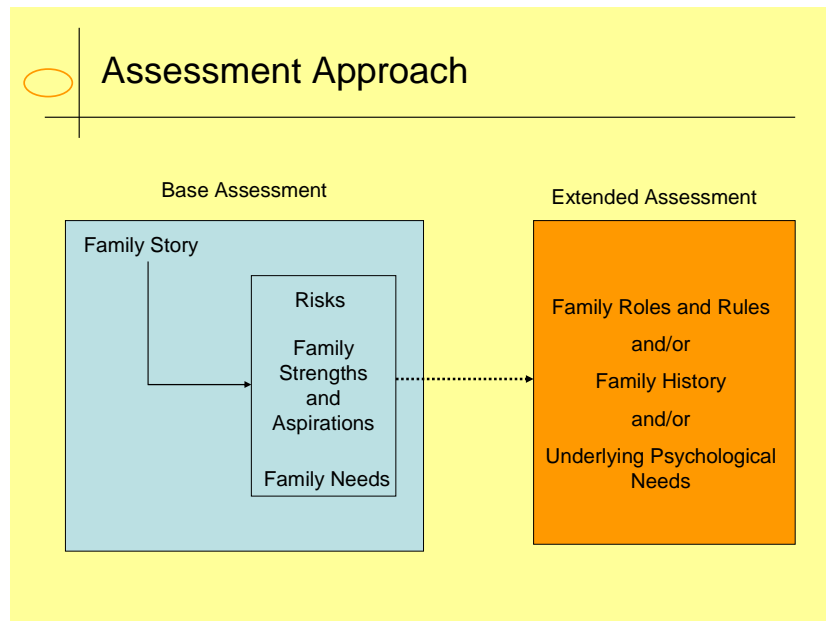 Assessment Approach
Base Assessment
Family Story
Risks
Family
Strengths
and
Aspirations
Family Needs
Extended Assessment
Family Roles and Rules
and/or
Family History
and/or
Underlying Psychological
Needs